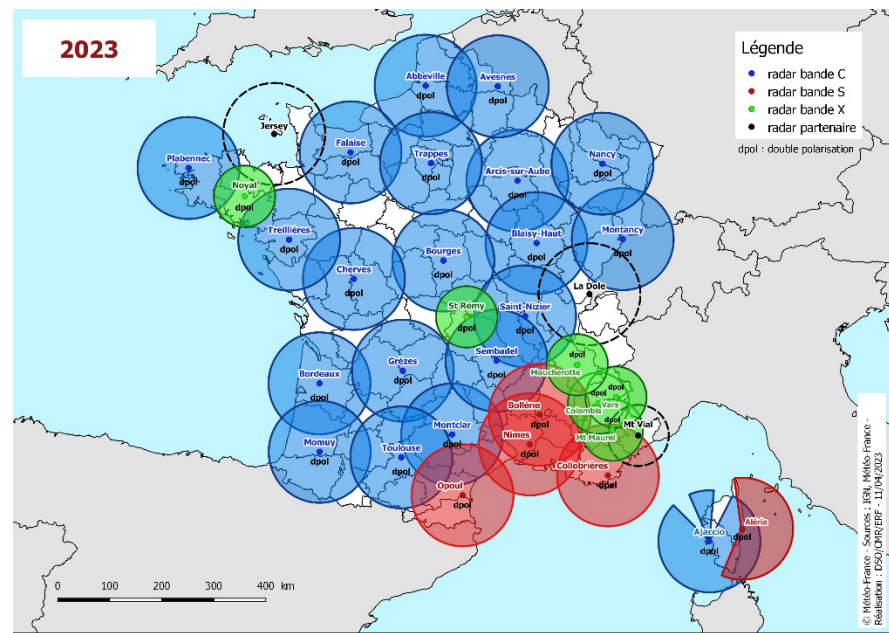 2023
Légende
radar bande C
radar bande S
radar bande X
radar partenaire
dpol : double polarisation
Abbeville
dpol
Avesnes
dpol
Jersey
Falaise
dpol
Trappes
dpol
Plabennec
dpol
Nancy
dpol
Arcis-sur-Aube
dpol
Noyal
dpol
Treillières
dpol
Blaisy-Haut
dpol
Montancy
dpol
Bourges
dpol
Cherves
dpol
La Dole
St Rémy
dpol
Saint-Nizier
dpol
Sembadel
dpol
dpol
Moucherotte
Grèzes
dpol
Bordeaux
dpol
dpol
dpol
Vars
Colombis
Bollène
dpol
dpol
Mt Vial
Mt Maurel
Montclar
dpol
Nimes
dpol
Momuy
dpol
Toulouse
dpol
Collobrières
dpol
Opoul
dpol
Aléria
dpol
Ajaccio
dpol
0 100 200 300 400 km
© Météo-France - Sources : IGN, Météo-France -
Réalisation : DSO/CMR/ERF - 11/04/2023